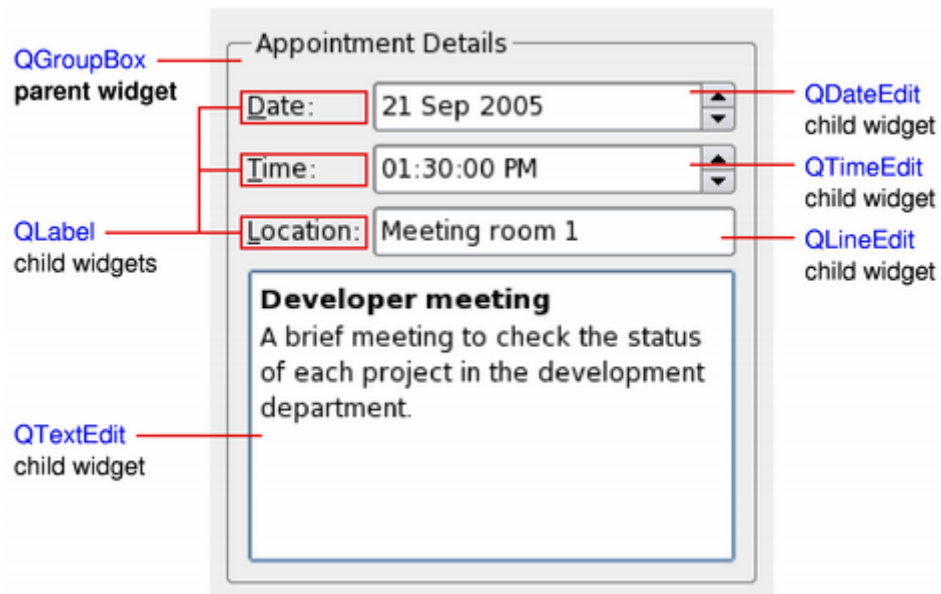 Appointment Details
QGroupBox
parent widget
Date:
21 Sep 2005
QDateEdit
child widget
Time:
01:30:00 PM
QTimeEdit
child widget
QLabel
child widgets
Location:
Meeting room 1
QLineEdit
child widget
Developer meeting
A brief meeting to check the status
of each project in the development
department.
QTextEdit
child widget